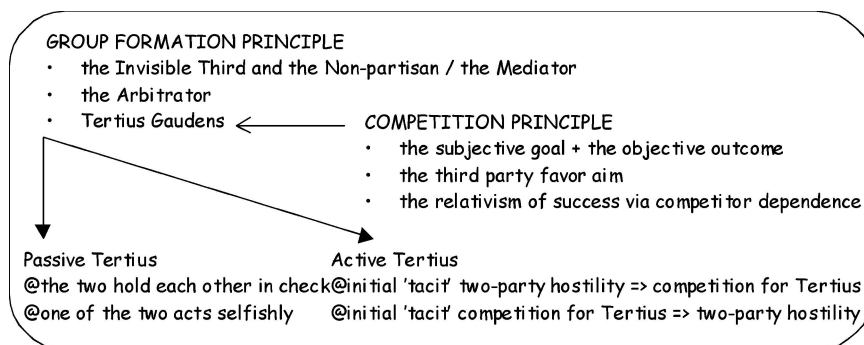 GROUP FORMATION PRINCIPLE
• the Invisible Third and the Non-partisan / the Mediator
• the Arbitrator
• Tertius Gaudens
COMPETITION PRINCIPLE
• the subjective goal + the objective outcome
• the third party favor aim
• the relativism of success via competitor dependence
Passive Tertius
@the two hold each other in check
@one of the two acts selfishly
Active Tertius
@initial 'tacit' two-party hostility => competition for Tertius
@initial 'tacit' competition for Tertius => two-party hostility